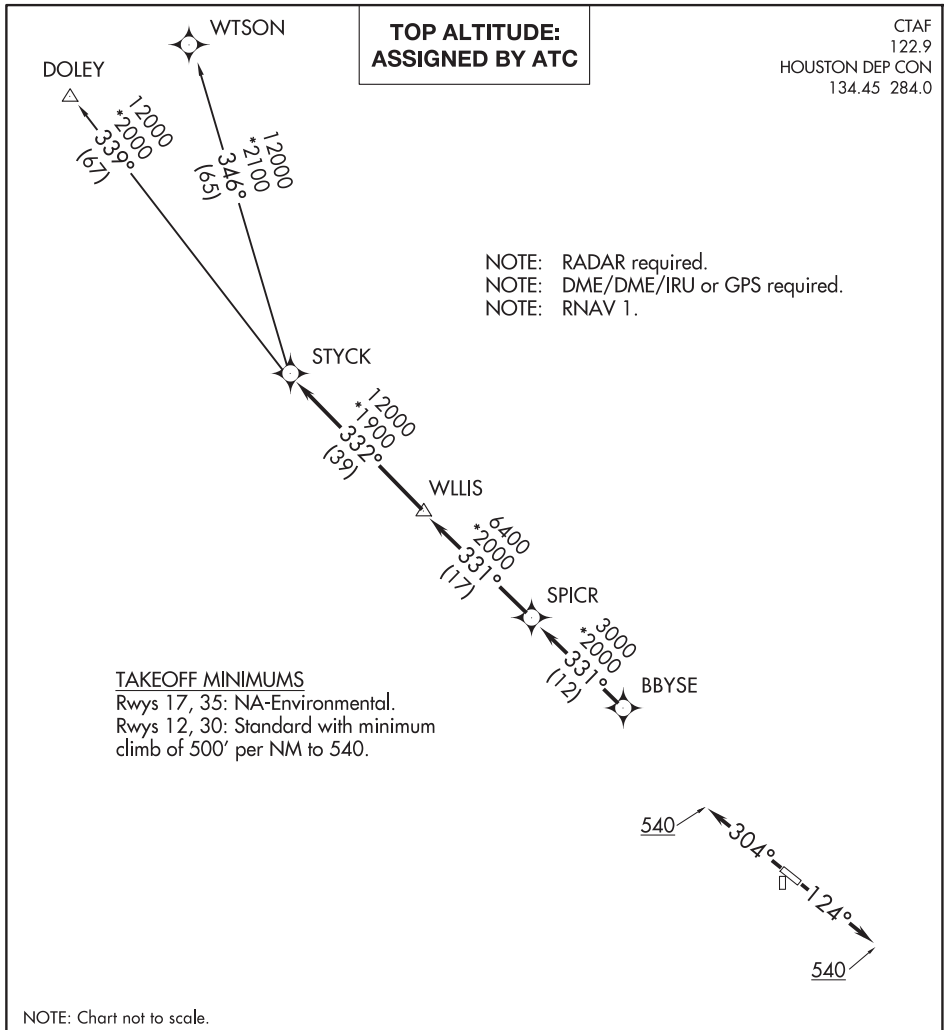 TOP ALTITUDE:
ASSIGNED BY ATC
CTAF
122.9
HOUSTON DEP CON
134.45 284.0
WTSON
DOLEY
12000
*2000
339°
(67)
12000
*2100
346°
(65)
NOTE: RADAR required.
NOTE: DME/DME/IRU or GPS required.
NOTE: RNAV 1.
STYCK
12000
*1900
332°
(39)
WLLIS
6400
*2000
331°
(17)
SPICR
3000
*2000
331°
(12)
BBYSE
TAKEOFF MINIMUMS
Rwys 17, 35: NA-Environmental.
Rwys 12, 30: Standard with minimum
climb of 500' per NM to 540.
540
304°
124°
540
NOTE: Chart not to scale.